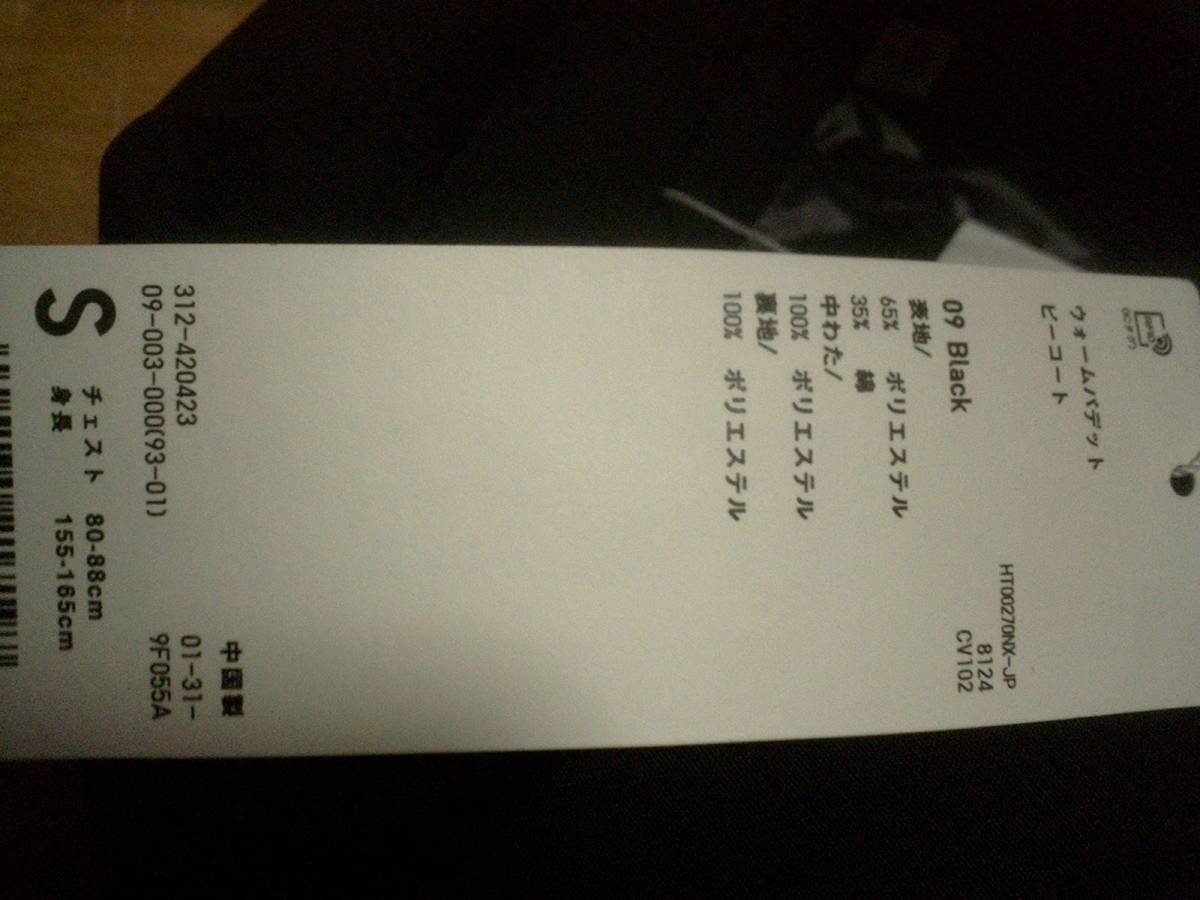 ウォームパデット
ピーコート
HT00270NX-JP
8124
CV102
09 Black
表地/
65% ポリエステル
35% 綿
中わた/
100% ポリエステル
裏地/
100% ポリエステル
中国製
312-420423 01-31-
09-003-000(93-01) 9F055A
S チェスト 80-88cm
身長 155-165cm